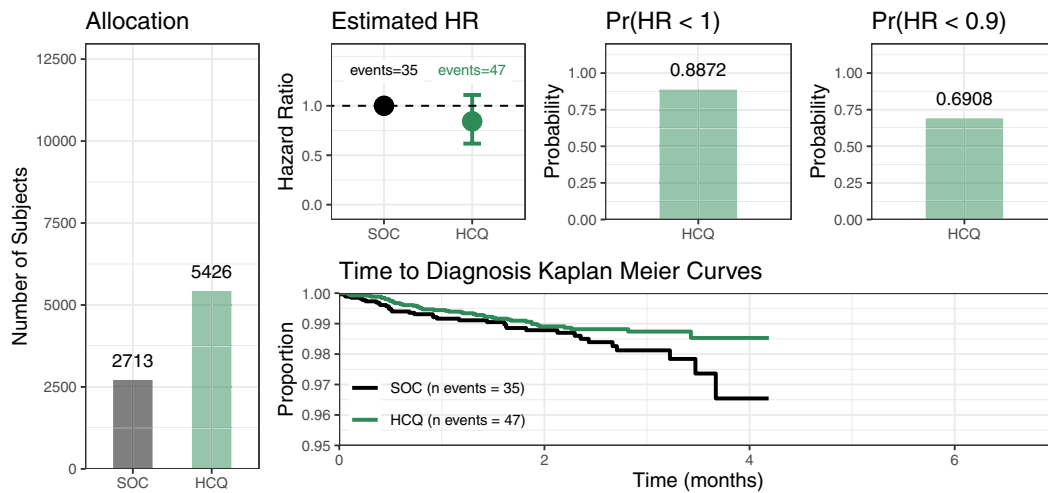 Allocation
Number of Subjects
12500
10000
7500
5000
2500
0
2713
5426
SOC
HCQ
Estimated HR
Hazard Ratio
1.0
0.5
0.0
events=35
events=47
SOC
HCQ
Pr(HR < 1)
Probability
1.00
0.75
0.50
0.25
0.00
0.8872
HCQ
Pr(HR < 0.9)
Probability
1.00
0.75
0.50
0.25
0.00
0.6908
HCQ
Time to Diagnosis Kaplan Meier Curves
Proportion
1.00
0.99
0.98
0.97
0.96
0.95
SOC (n events = 35)
HCQ (n events = 47)
0
2
4
6
Time (months)